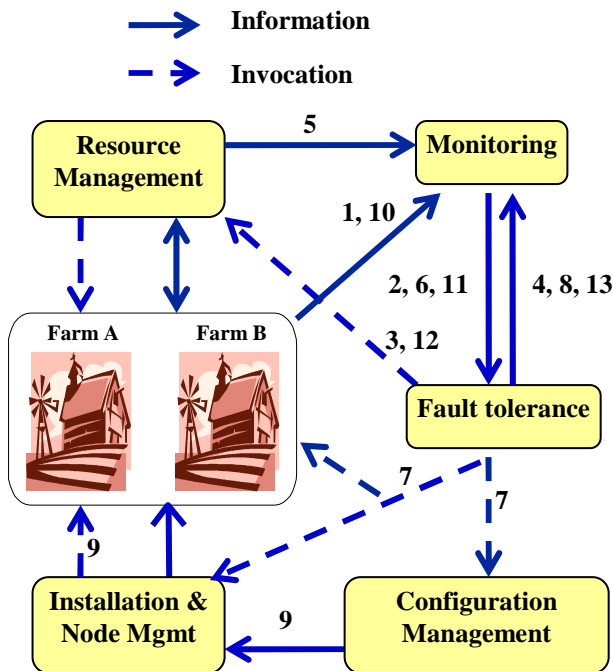 Information
Invocation
Resource
Management
5
Monitoring
1, 10
2, 6, 11
4, 8, 13
Farm A
Farm B
3, 12
Fault tolerance
7
7
9
Installation &
Node Mgmt
9
Configuration
Management